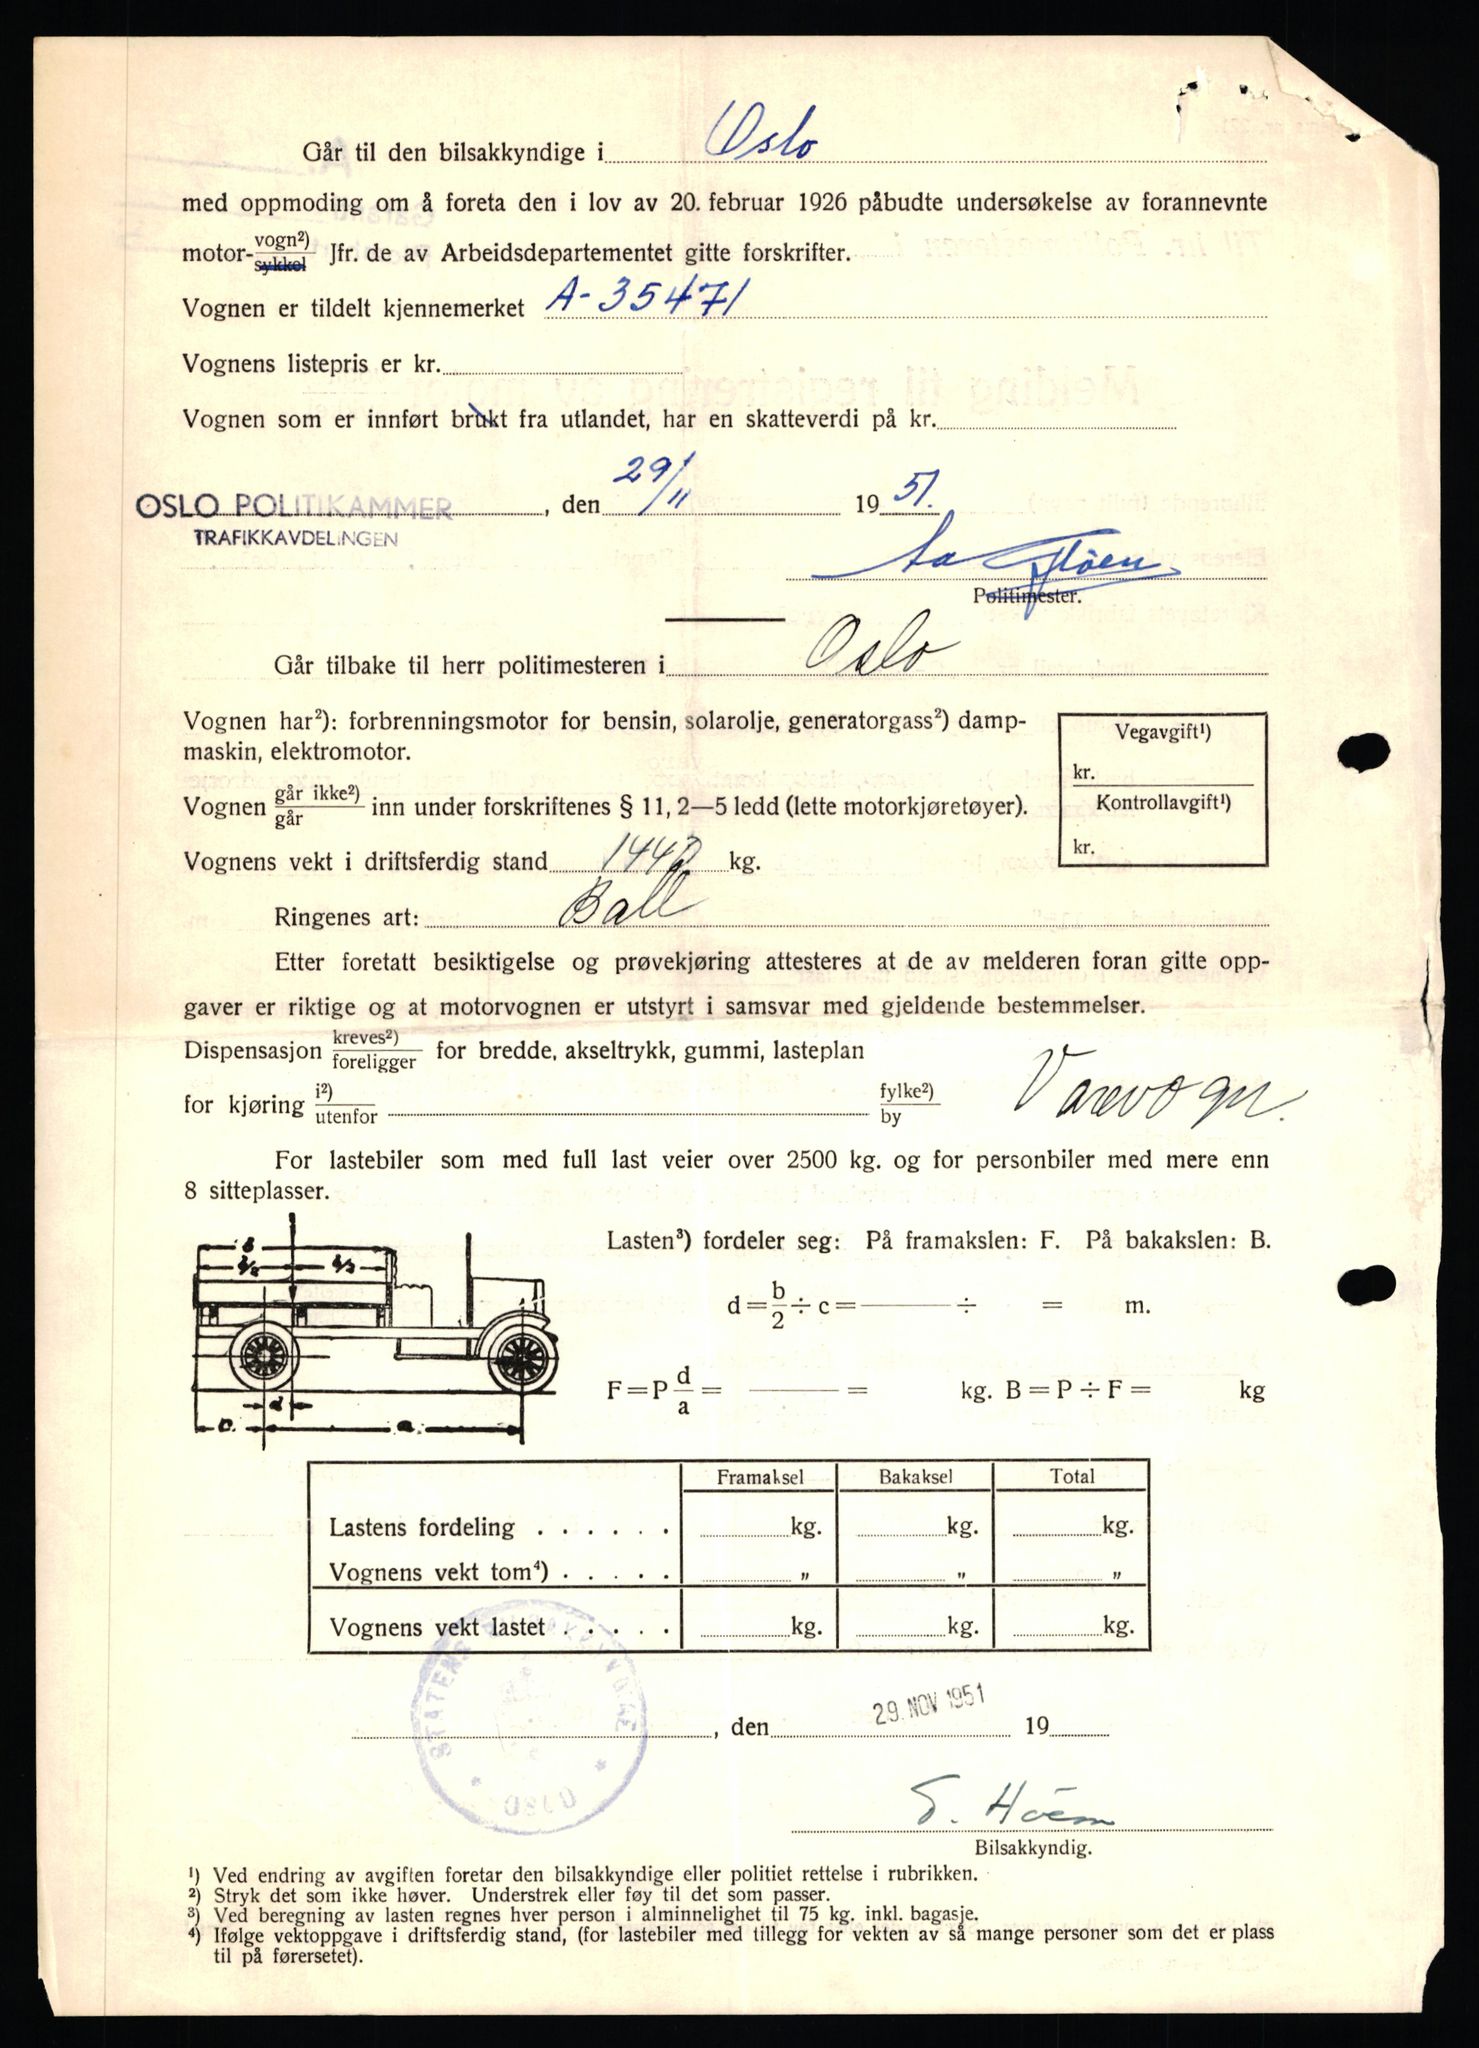 Går til den bilsakkyndige i Oslo
med oppmoding om å foreta den i lov av 20. februar 1926 påbudte undersøkelse av forannevnte
motor- vogn²) / sykkel Jfr. de av Arbeidsdepartementet gitte forskrifter.
Vognen er tildelt kjennemerket A-35471
Vognens listepris er kr.
Vognen som er innført brukt fra utlandet, har en skatteverdi på kr.
OSLO POLITIKAMMER, den 29/11 1951.
TRAFIKKAVDELINGEN
Politimester.
Går tilbake til herr politimesteren i Oslo
Vognen har²): forbrenningsmotor for bensin, solarolje, generatorgass²) damp-
maskin, elektromotor.
Vegavgift¹)
kr.
Kontrollavgift¹)
kr.
Vognen går ikke²) / går inn under forskriftenes § 11, 2—5 ledd (lette motorkjøretøyer).
Vognens vekt i driftsferdig stand kg.
Ringenes art: Ball
Etter foretatt besiktigelse og prøvekjøring attesteres at de av melderen foran gitte opp-
gaver er riktige og at motorvognen er utstyrt i samsvar med gjeldende bestemmelser.
Dispensasjon kreves²) / foreligger for bredde, akseltrykk, gummi, lasteplan
for kjøring i²) / utenfor fylke²) / by
Varevogn.
For lastebiler som med full last veier over 2500 kg. og for personbiler med mere enn
8 sitteplasser.
Lasten³) fordeler seg: På framakslen: F. På bakakslen: B.
d = b/2 ÷ c = — ÷ = m.
F = P d/a = — = kg. B = P ÷ F = kg
d
c.
a
Framaksel Bakaksel Total
Lastens fordeling . . . . . . kg. kg. kg.
Vognens vekt tom⁴) . . . . . „ „ „
Vognens vekt lastet . . . . . kg. kg. kg.
STATENS BILSAKKYNDIGE * OSLO *
, den 29. NOV 1951 19
Bilsakkyndig.
¹) Ved endring av avgiften foretar den bilsakkyndige eller politiet rettelse i rubrikken.
²) Stryk det som ikke høver. Understrek eller føy til det som passer.
³) Ved beregning av lasten regnes hver person i alminnelighet til 75 kg. inkl. bagasje.
⁴) Ifølge vektoppgave i driftsferdig stand, (for lastebiler med tillegg for vekten av så mange personer som det er plass
til på førersetet).